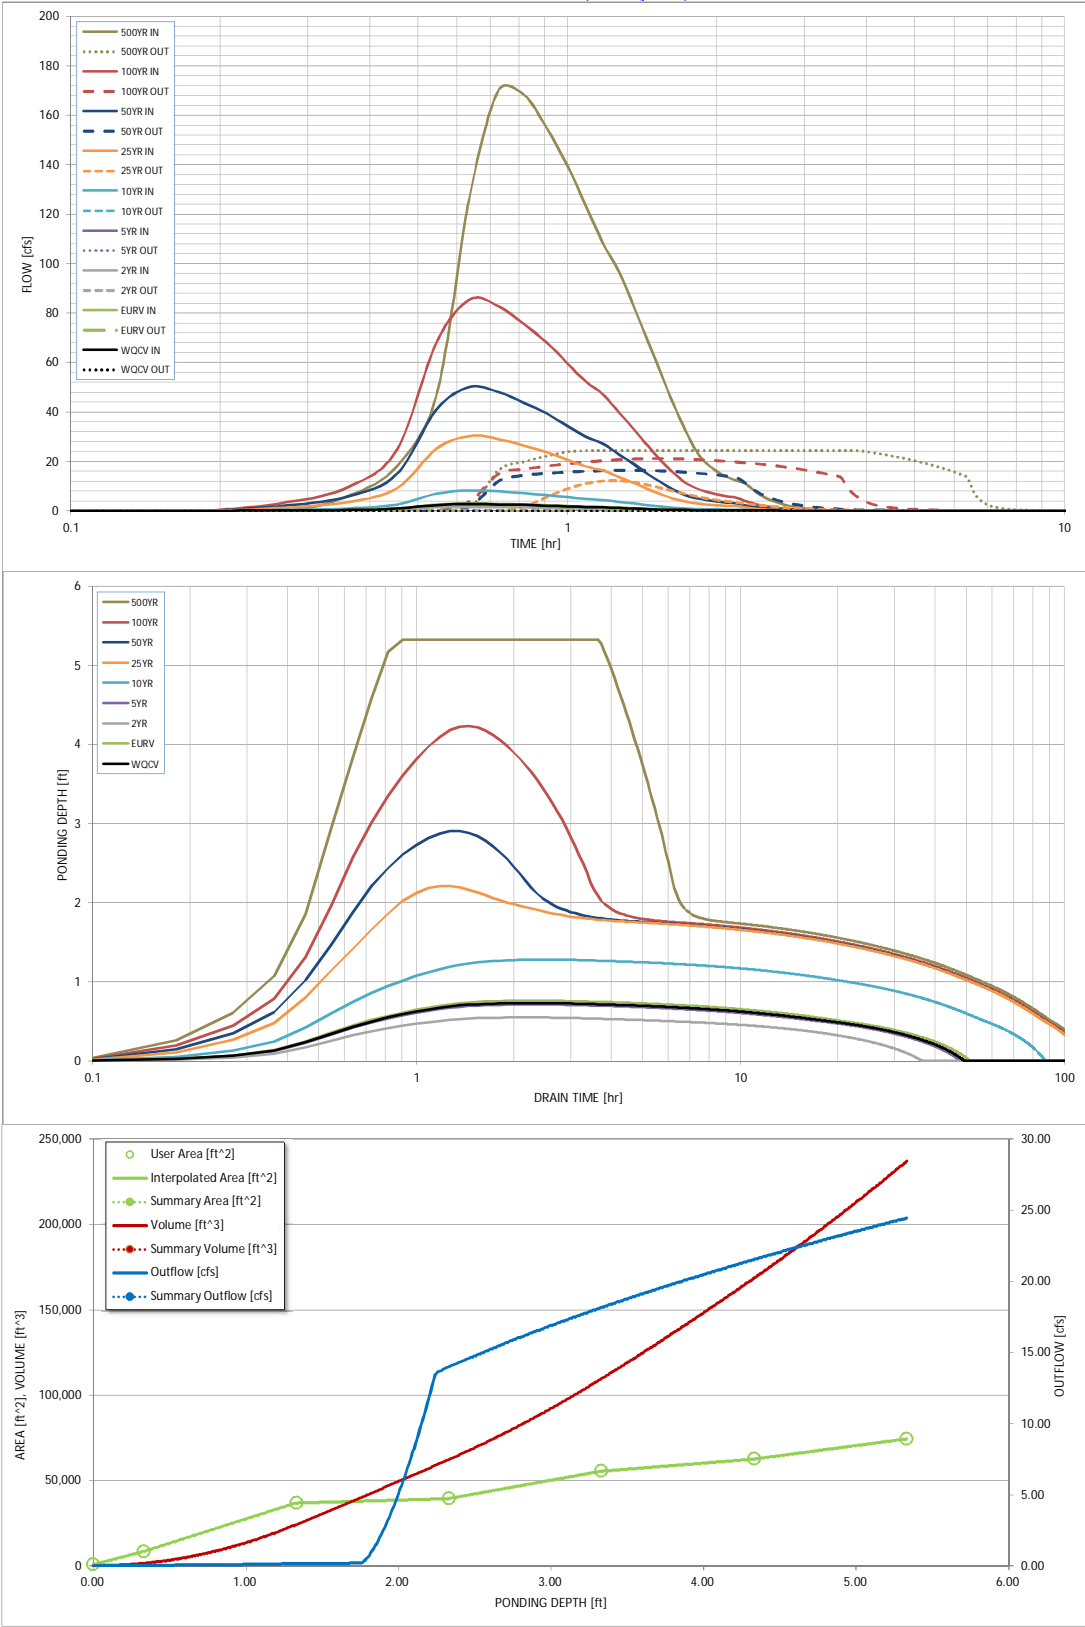 200
180
160
140
120
100
80
60
40
20
0
FLOW [cfs]
500YR IN
500YR OUT
100YR IN
100YR OUT
50YR IN
50YR OUT
25YR IN
25YR OUT
10YR IN
10YR OUT
5YR IN
5YR OUT
2YR IN
2YR OUT
EURV IN
EURV OUT
WQCV IN
WQCV OUT
0.1
1
10
TIME [hr]
6
5
4
3
2
1
0
PONDING DEPTH [ft]
500YR
100YR
50YR
25YR
10YR
5YR
2YR
EURV
WQCV
0.1
1
10
100
DRAIN TIME [hr]
250,000
200,000
150,000
100,000
50,000
0
AREA [ft^2], VOLUME [ft^3]
User Area [ft^2]
Interpolated Area [ft^2]
Summary Area [ft^2]
Volume [ft^3]
Summary Volume [ft^3]
Outflow [cfs]
Summary Outflow [cfs]
30.00
25.00
20.00
15.00
10.00
5.00
0.00
OUTFLOW [cfs]
0.00
1.00
2.00
3.00
4.00
5.00
6.00
PONDING DEPTH [ft]